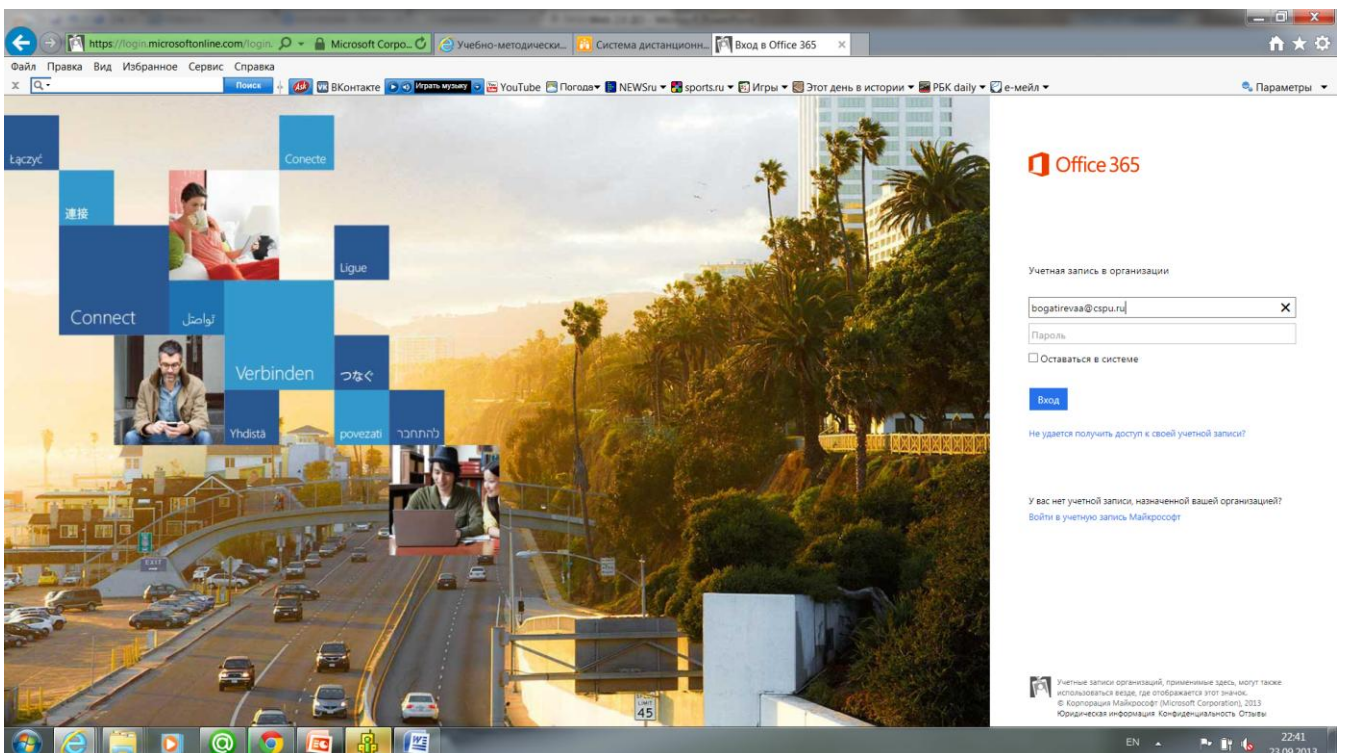 https://login.microsoftonline.com/login.
Microsoft Corpo...
Учебно-методически...
Система дистанционн...
Вход в Office 365
Файл Правка Вид Избранное Сервис Справка
Поиск
Ask
ВКонтакте
Играть музыку
YouTube
Погода
NEWSru
sports.ru
Игры
Этот день в истории
РБК daily
е-мейл
Параметры
Łączyć
Conecte
連接
Ligue
Connect
تواصل
Verbinden
つなぐ
Yhdistä
povezati
להתחבר
EXIT
LIMIT
45
Office 365
Учетная запись в организации
bogatirevaa@cspu.ru
Пароль
Оставаться в системе
Вход
Не удается получить доступ к своей учетной записи?
У вас нет учетной записи, назначенной вашей организацией?
Войти в учетную запись Майкрософт
Учетные записи организаций, применимые здесь, могут также
использоваться везде, где отображается этот значок.
© Корпорация Майкрософт (Microsoft Corporation), 2013
Юридическая информация Конфиденциальность Отзывы
EN
22:41
23.09.2013